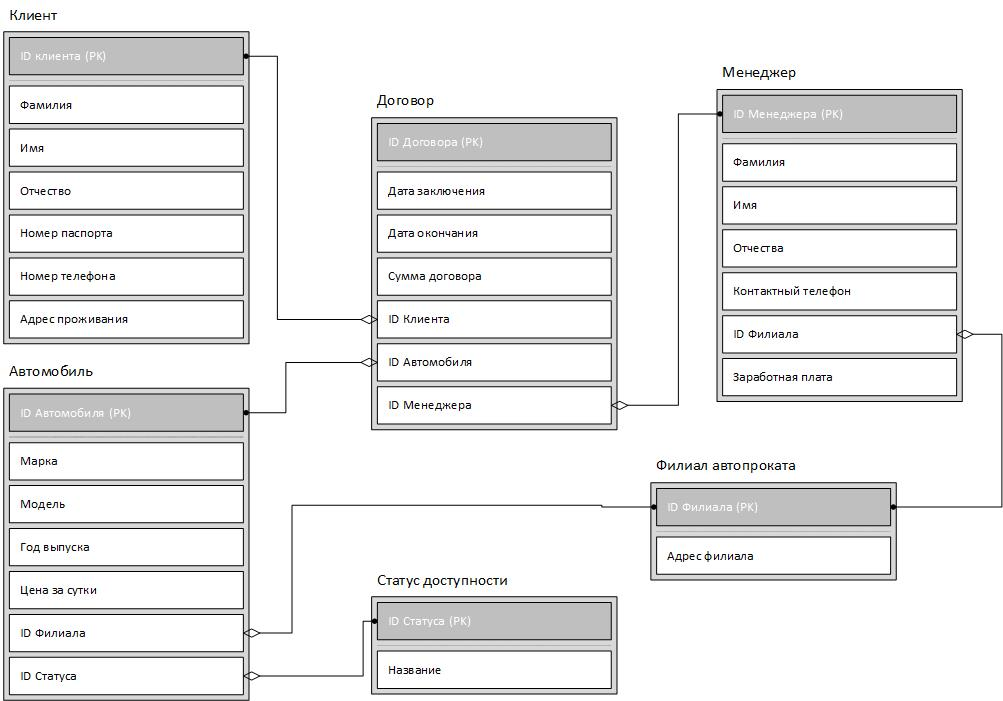 Клиент
ID клиента (PK)
Фамилия
Имя
Отчество
Номер паспорта
Номер телефона
Адрес проживания
Договор
ID Договора (PK)
Дата заключения
Дата окончания
Сумма договора
ID Клиента
ID Автомобиля
ID Менеджера
Менеджер
ID Менеджера (PK)
Фамилия
Имя
Отчества
Контактный телефон
ID Филиала
Заработная плата
Автомобиль
ID Автомобиля (PK)
Марка
Модель
Год выпуска
Цена за сутки
ID Филиала
ID Статуса
Филиал автопроката
ID Филиала (PK)
Адрес филиала
Статус доступности
ID Статуса (PK)
Название